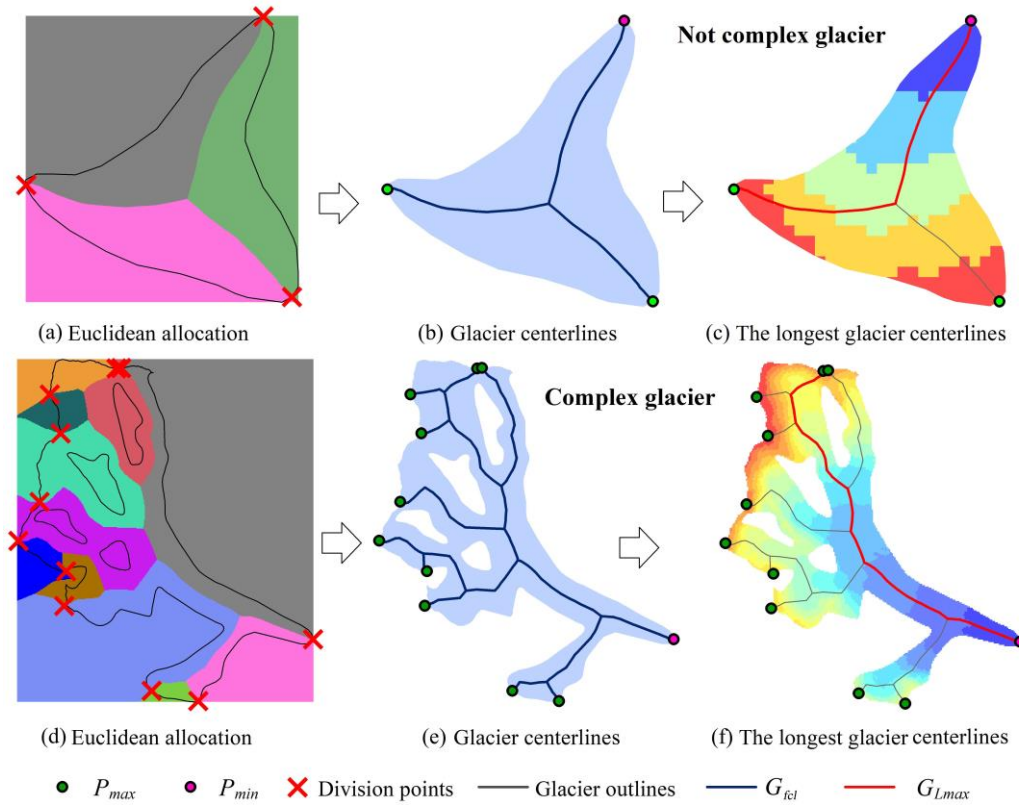 Not complex glacier
(a) Euclidean allocation
(b) Glacier centerlines
(c) The longest glacier centerlines
Complex glacier
(d) Euclidean allocation
(e) Glacier centerlines
(f) The longest glacier centerlines
Pmax Pmin Division points Glacier outlines Gfcl GLmax